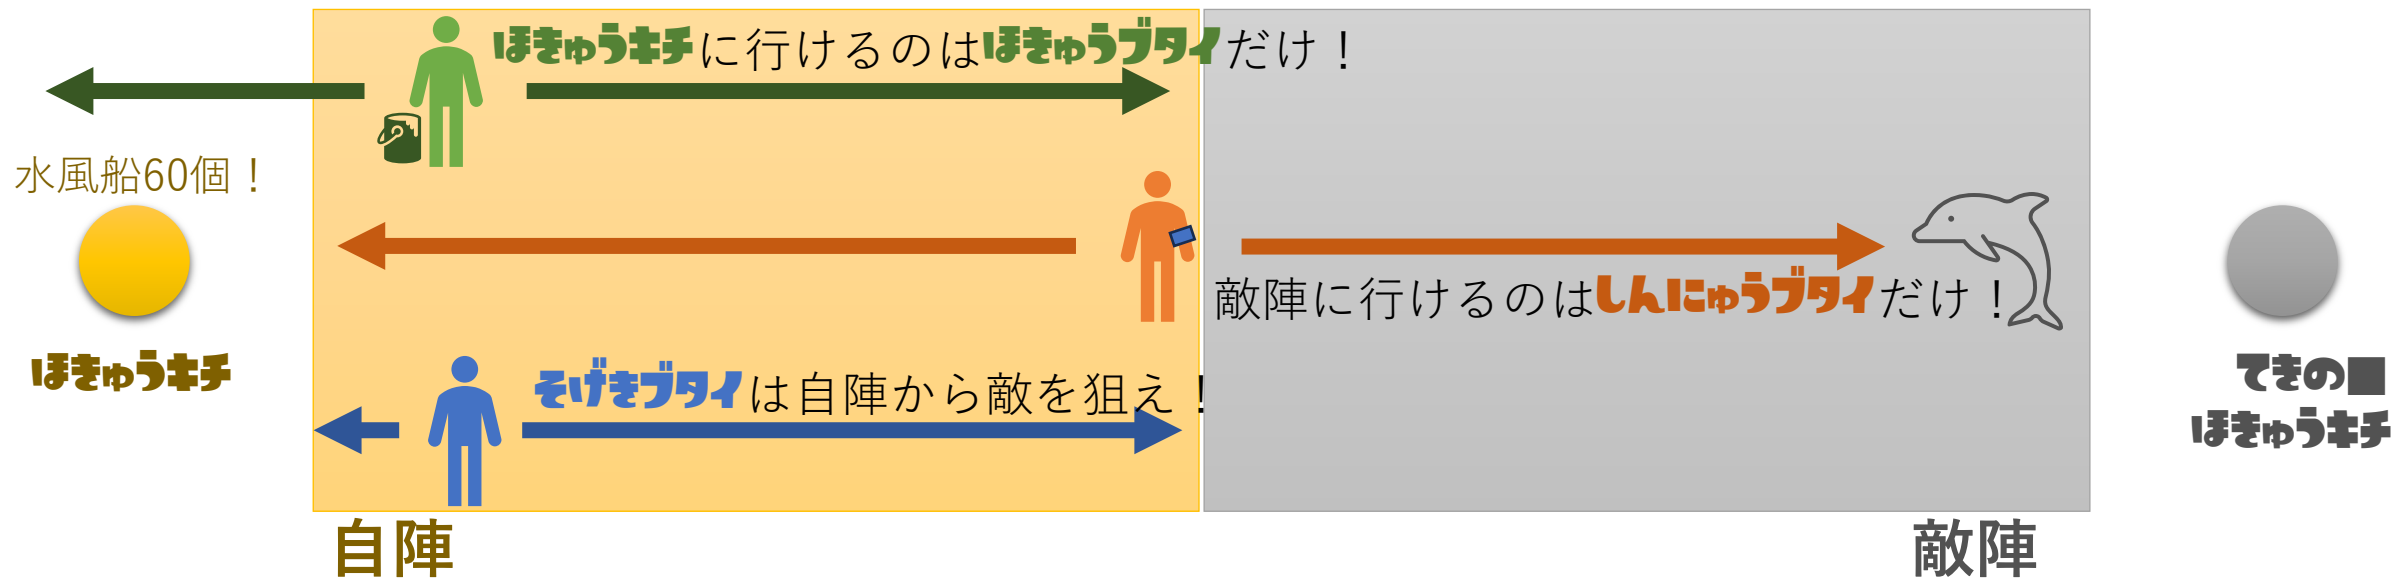 ほきゅうキチに行けるのはほきゅうブタイだけ！
水風船60個！
敵陣に行けるのはしんにゅうブタイだけ！
ほきゅうキチ
そげきブタイは自陣から敵を狙え！
てきの■
ほきゅうキチ
自陣
敵陣